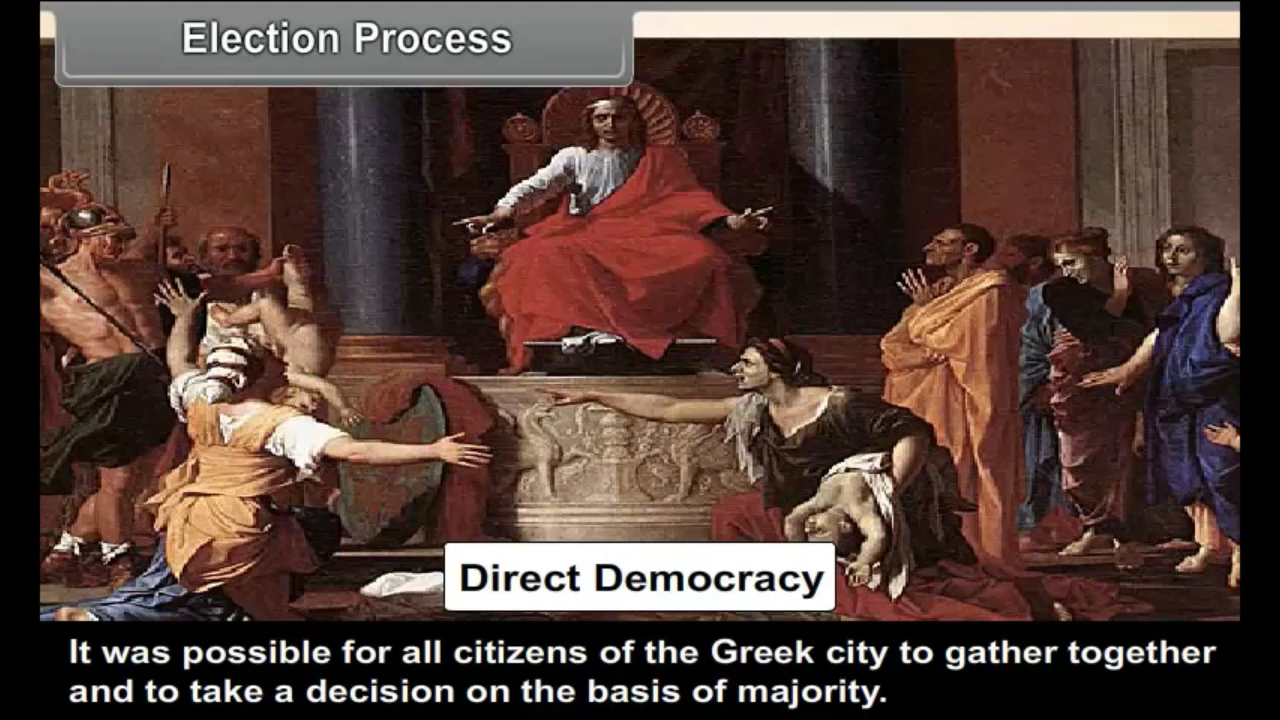 Election Process
Direct Democracy
It was possible for all citizens of the Greek city to gather together
and to take a decision on the basis of majority.